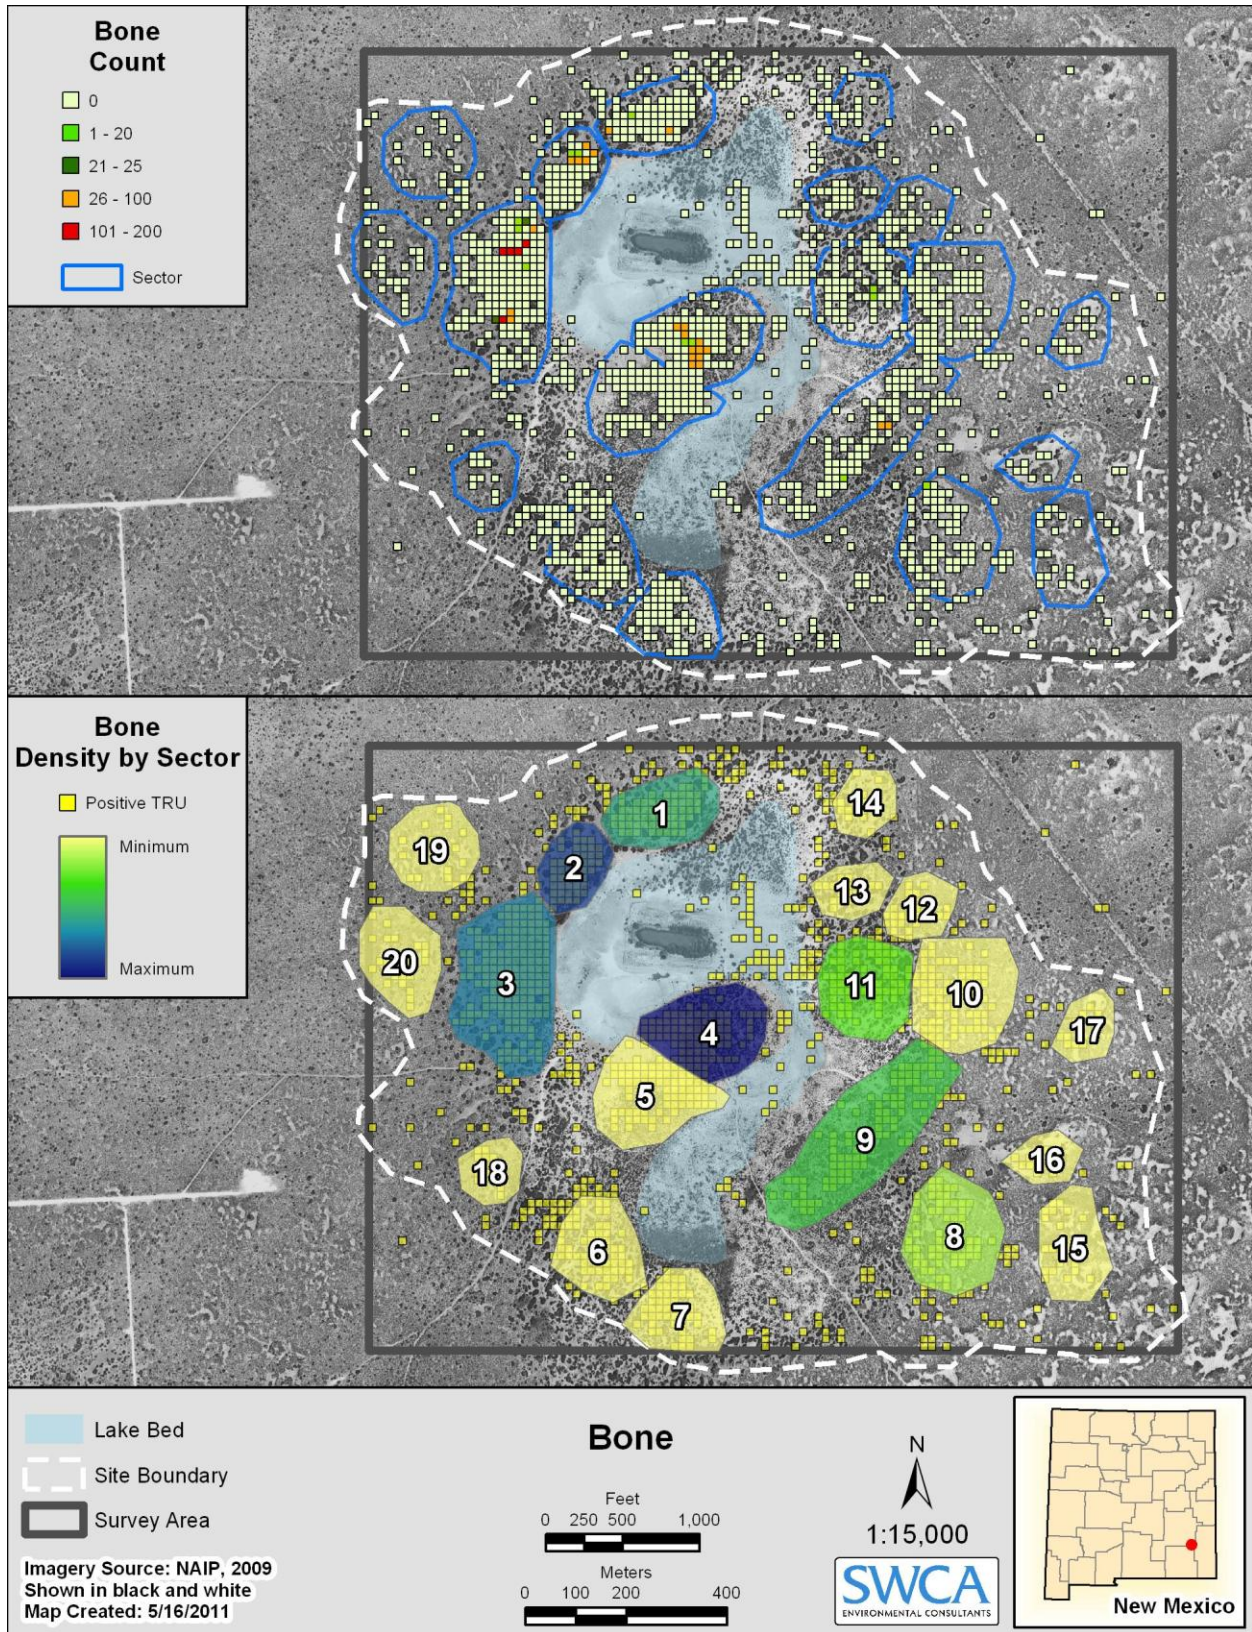 Bone
Count
0
1 - 20
21 - 25
26 - 100
101 - 200
Sector
Bone
Density by Sector
Positive TRU
Minimum
Maximum
1
2
3
4
5
6
7
8
9
10
11
12
13
14
15
16
17
18
19
20
Lake Bed
Site Boundary
Survey Area
Imagery Source: NAIP, 2009
Shown in black and white
Map Created: 5/16/2011
Bone
Feet
0 250 500 1,000
Meters
0 100 200 400
N
1:15,000
SWCA
ENVIRONMENTAL CONSULTANTS
New Mexico